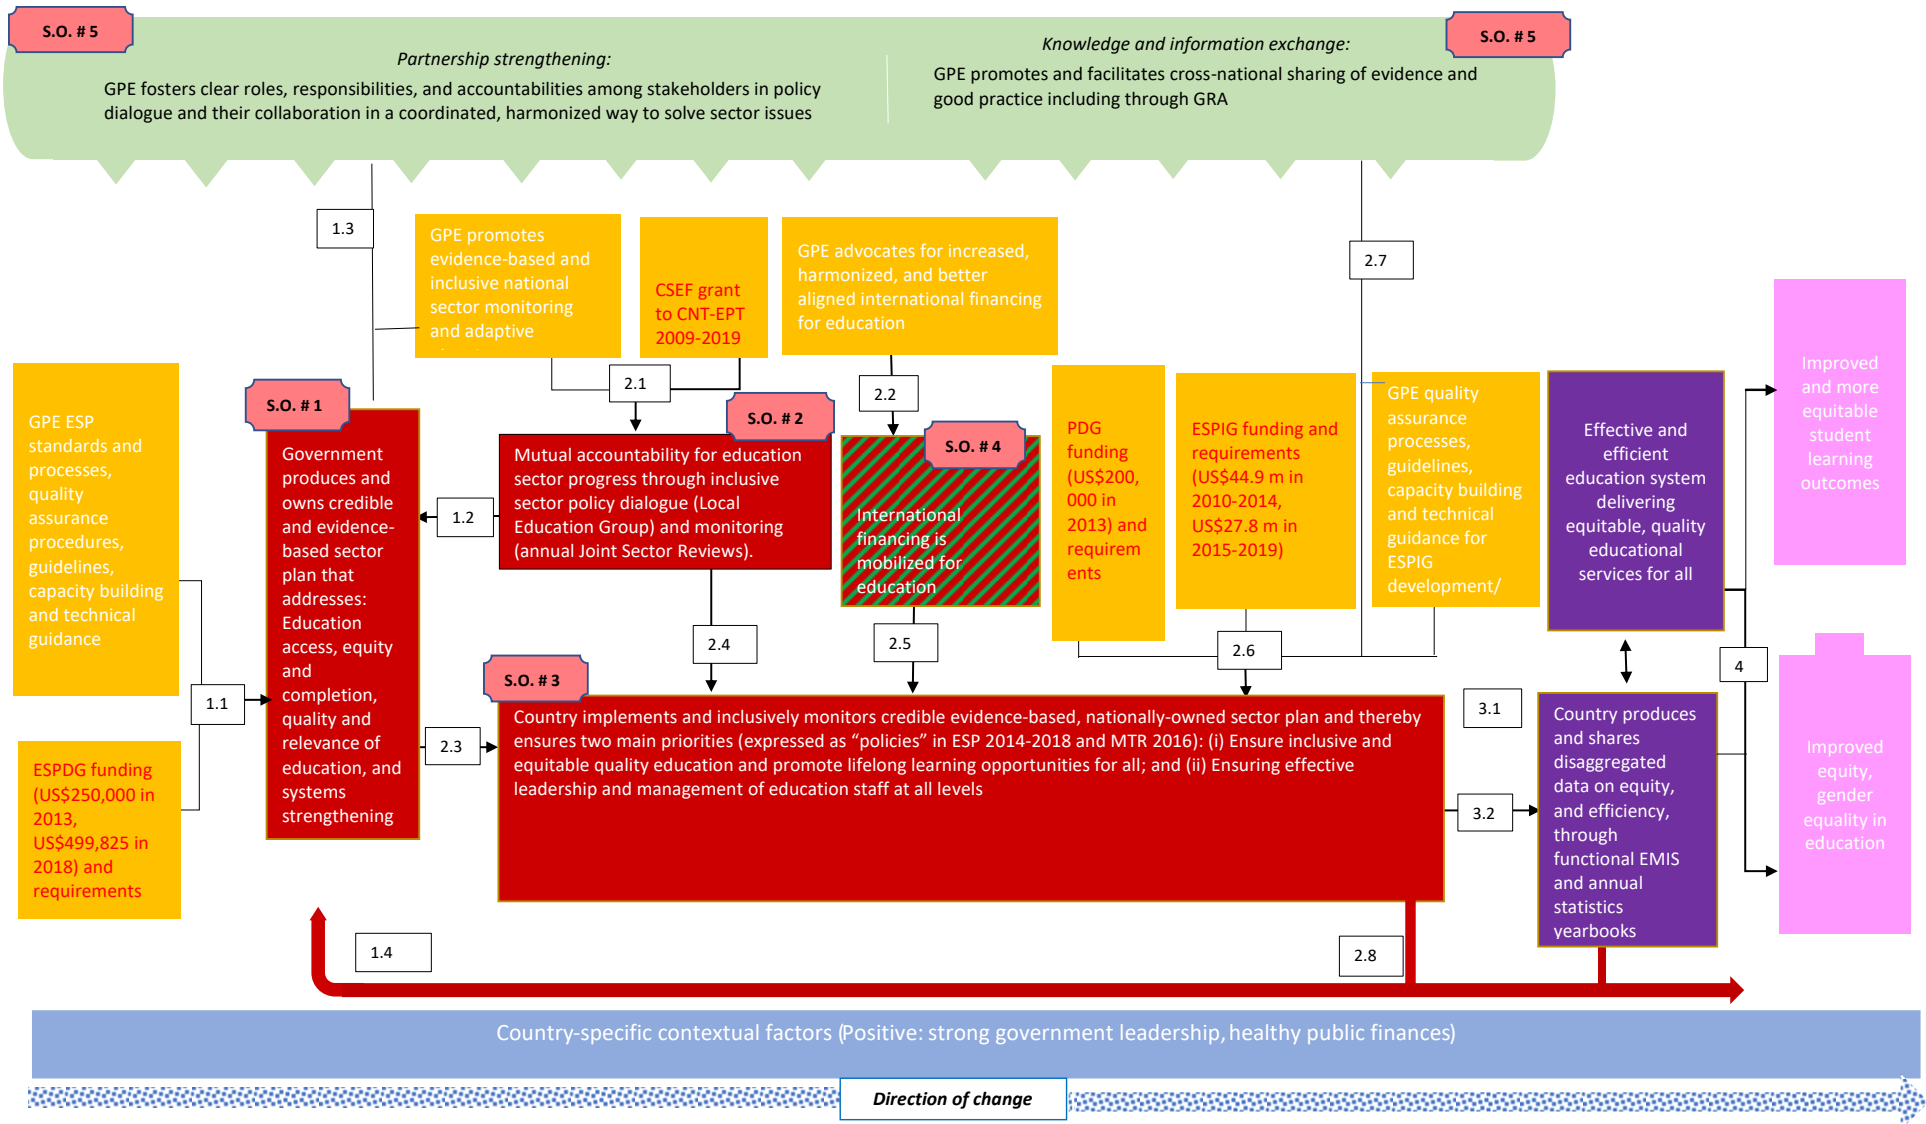 S.O. # 5
Partnership strengthening:
GPE fosters clear roles, responsibilities, and accountabilities among stakeholders in policy
dialogue and their collaboration in a coordinated, harmonized way to solve sector issues
Knowledge and information exchange:
GPE promotes and facilitates cross-national sharing of evidence and
good practice including through GRA
S.O. # 5
1.3
GPE promotes
evidence-based and
inclusive national
sector monitoring
and adaptive
CSEF grant
to CNT-EPT
2009-2019
GPE advocates for increased,
harmonized, and better
aligned international financing
for education
2.7
2.1
2.2
GPE ESP
standards and
processes,
quality
assurance
procedures,
guidelines,
capacity building
and technical
guidance
S.O. # 1
Government
produces and
owns credible
and evidence-
based sector
plan that
addresses:
Education
access, equity
and
completion,
quality and
relevance of
education, and
systems
strengthening
1.2
S.O. # 2
Mutual accountability for education
sector progress through inclusive
sector policy dialogue (Local
Education Group) and monitoring
(annual Joint Sector Reviews).
S.O. # 4
International
financing is
mobilized for
education
PDG
funding
(US$200,
000 in
2013) and
requirem
ents
ESPIG funding and
requirements
(US$44.9 m in
2010-2014,
US$27.8 m in
2015-2019)
GPE quality
assurance
processes,
guidelines,
capacity building
and technical
guidance for
ESPIG
development/
Effective and
efficient
education system
delivering
equitable, quality
educational
services for all
Improved
and more
equitable
student
learning
outcomes
1.1
2.4
2.5
2.6
4
ESPDG funding
(US$250,000 in
2013,
US$499,825 in
2018) and
requirements
2.3
S.O. # 3
Country implements and inclusively monitors credible evidence-based, nationally-owned sector plan and thereby
ensures two main priorities (expressed as “policies” in ESP 2014-2018 and MTR 2016): (i) Ensure inclusive and
equitable quality education and promote lifelong learning opportunities for all; and (ii) Ensuring effective
leadership and management of education staff at all levels
3.1
3.2
Country produces
and shares
disaggregated
data on equity,
and efficiency,
through
functional EMIS
and annual
statistics
yearbooks
Improved
equity,
gender
equality in
education
1.4
2.8
Country-specific contextual factors (Positive: strong government leadership, healthy public finances)
Direction of change